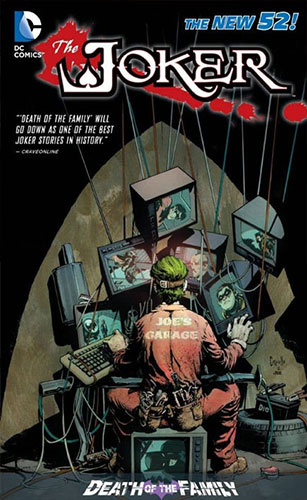 DC COMICS
THE NEW 52!
The JOKER
"'DEATH OF THE FAMILY' WILL
GO DOWN AS ONE OF THE BEST
JOKER STORIES IN HISTORY."
— CRAVEONLINE
JOE'S
GARAGE
DEATH OF THE FAMILY